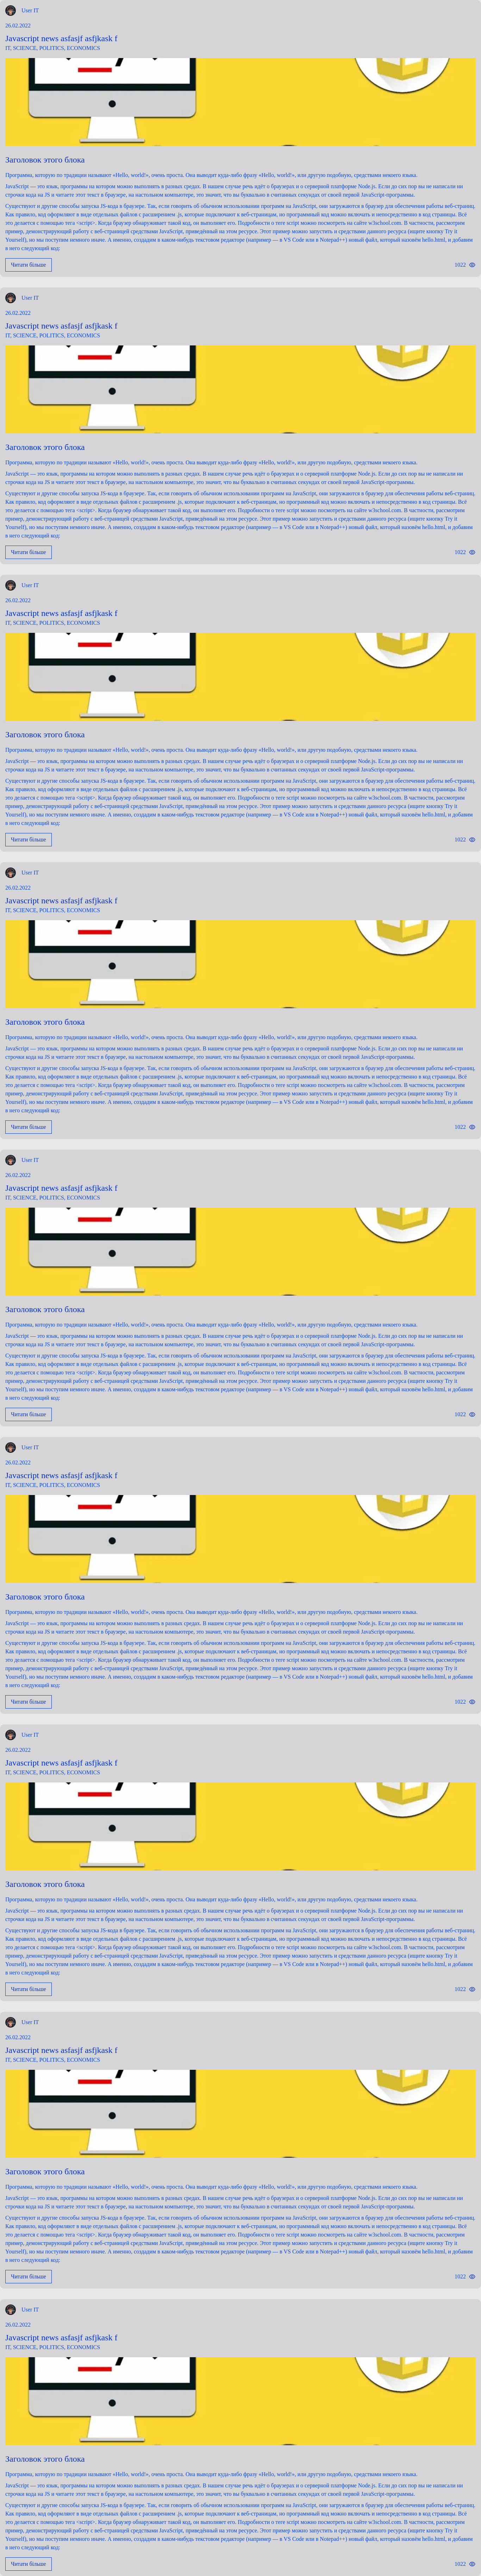 User IT
26.02.2022
Javascript news asfasjf asfjkask f
IT, SCIENCE, POLITICS, ECONOMICS
Заголовок этого блока
Программа, которую по традиции называют «Hello, world!», очень проста. Она выводит куда-либо фразу «Hello, world!», или другую подобную, средствами некоего языка.
JavaScript — это язык, программы на котором можно выполнять в разных средах. В нашем случае речь идёт о браузерах и о серверной платформе Node.js. Если до сих пор вы не написали ни
строчки кода на JS и читаете этот текст в браузере, на настольном компьютере, это значит, что вы буквально в считанных секундах от своей первой JavaScript-программы.
Существуют и другие способы запуска JS-кода в браузере. Так, если говорить об обычном использовании программ на JavaScript, они загружаются в браузер для обеспечения работы веб-страниц.
Как правило, код оформляют в виде отдельных файлов с расширением .js, которые подключают к веб-страницам, но программный код можно включать и непосредственно в код страницы. Всё
это делается с помощью тега <script>. Когда браузер обнаруживает такой код, он выполняет его. Подробности о теге script можно посмотреть на сайте w3school.com. В частности, рассмотрим
пример, демонстрирующий работу с веб-страницей средствами JavaScript, приведённый на этом ресурсе. Этот пример можно запустить и средствами данного ресурса (ищите кнопку Try it
Yourself), но мы поступим немного иначе. А именно, создадим в каком-нибудь текстовом редакторе (например — в VS Code или в Notepad++) новый файл, который назовём hello.html, и добавим
в него следующий код:
Читати більше
1022
User IT
26.02.2022
Javascript news asfasjf asfjkask f
IT, SCIENCE, POLITICS, ECONOMICS
Заголовок этого блока
Программа, которую по традиции называют «Hello, world!», очень проста. Она выводит куда-либо фразу «Hello, world!», или другую подобную, средствами некоего языка.
JavaScript — это язык, программы на котором можно выполнять в разных средах. В нашем случае речь идёт о браузерах и о серверной платформе Node.js. Если до сих пор вы не написали ни
строчки кода на JS и читаете этот текст в браузере, на настольном компьютере, это значит, что вы буквально в считанных секундах от своей первой JavaScript-программы.
Существуют и другие способы запуска JS-кода в браузере. Так, если говорить об обычном использовании программ на JavaScript, они загружаются в браузер для обеспечения работы веб-страниц.
Как правило, код оформляют в виде отдельных файлов с расширением .js, которые подключают к веб-страницам, но программный код можно включать и непосредственно в код страницы. Всё
это делается с помощью тега <script>. Когда браузер обнаруживает такой код, он выполняет его. Подробности о теге script можно посмотреть на сайте w3school.com. В частности, рассмотрим
пример, демонстрирующий работу с веб-страницей средствами JavaScript, приведённый на этом ресурсе. Этот пример можно запустить и средствами данного ресурса (ищите кнопку Try it
Yourself), но мы поступим немного иначе. А именно, создадим в каком-нибудь текстовом редакторе (например — в VS Code или в Notepad++) новый файл, который назовём hello.html, и добавим
в него следующий код:
Читати більше
1022
User IT
26.02.2022
Javascript news asfasjf asfjkask f
IT, SCIENCE, POLITICS, ECONOMICS
Заголовок этого блока
Программа, которую по традиции называют «Hello, world!», очень проста. Она выводит куда-либо фразу «Hello, world!», или другую подобную, средствами некоего языка.
JavaScript — это язык, программы на котором можно выполнять в разных средах. В нашем случае речь идёт о браузерах и о серверной платформе Node.js. Если до сих пор вы не написали ни
строчки кода на JS и читаете этот текст в браузере, на настольном компьютере, это значит, что вы буквально в считанных секундах от своей первой JavaScript-программы.
Существуют и другие способы запуска JS-кода в браузере. Так, если говорить об обычном использовании программ на JavaScript, они загружаются в браузер для обеспечения работы веб-страниц.
Как правило, код оформляют в виде отдельных файлов с расширением .js, которые подключают к веб-страницам, но программный код можно включать и непосредственно в код страницы. Всё
это делается с помощью тега <script>. Когда браузер обнаруживает такой код, он выполняет его. Подробности о теге script можно посмотреть на сайте w3school.com. В частности, рассмотрим
пример, демонстрирующий работу с веб-страницей средствами JavaScript, приведённый на этом ресурсе. Этот пример можно запустить и средствами данного ресурса (ищите кнопку Try it
Yourself), но мы поступим немного иначе. А именно, создадим в каком-нибудь текстовом редакторе (например — в VS Code или в Notepad++) новый файл, который назовём hello.html, и добавим
в него следующий код:
Читати більше
1022
User IT
26.02.2022
Javascript news asfasjf asfjkask f
IT, SCIENCE, POLITICS, ECONOMICS
Заголовок этого блока
Программа, которую по традиции называют «Hello, world!», очень проста. Она выводит куда-либо фразу «Hello, world!», или другую подобную, средствами некоего языка.
JavaScript — это язык, программы на котором можно выполнять в разных средах. В нашем случае речь идёт о браузерах и о серверной платформе Node.js. Если до сих пор вы не написали ни
строчки кода на JS и читаете этот текст в браузере, на настольном компьютере, это значит, что вы буквально в считанных секундах от своей первой JavaScript-программы.
Существуют и другие способы запуска JS-кода в браузере. Так, если говорить об обычном использовании программ на JavaScript, они загружаются в браузер для обеспечения работы веб-страниц.
Как правило, код оформляют в виде отдельных файлов с расширением .js, которые подключают к веб-страницам, но программный код можно включать и непосредственно в код страницы. Всё
это делается с помощью тега <script>. Когда браузер обнаруживает такой код, он выполняет его. Подробности о теге script можно посмотреть на сайте w3school.com. В частности, рассмотрим
пример, демонстрирующий работу с веб-страницей средствами JavaScript, приведённый на этом ресурсе. Этот пример можно запустить и средствами данного ресурса (ищите кнопку Try it
Yourself), но мы поступим немного иначе. А именно, создадим в каком-нибудь текстовом редакторе (например — в VS Code или в Notepad++) новый файл, который назовём hello.html, и добавим
в него следующий код:
Читати більше
1022
User IT
26.02.2022
Javascript news asfasjf asfjkask f
IT, SCIENCE, POLITICS, ECONOMICS
Заголовок этого блока
Программа, которую по традиции называют «Hello, world!», очень проста. Она выводит куда-либо фразу «Hello, world!», или другую подобную, средствами некоего языка.
JavaScript — это язык, программы на котором можно выполнять в разных средах. В нашем случае речь идёт о браузерах и о серверной платформе Node.js. Если до сих пор вы не написали ни
строчки кода на JS и читаете этот текст в браузере, на настольном компьютере, это значит, что вы буквально в считанных секундах от своей первой JavaScript-программы.
Существуют и другие способы запуска JS-кода в браузере. Так, если говорить об обычном использовании программ на JavaScript, они загружаются в браузер для обеспечения работы веб-страниц.
Как правило, код оформляют в виде отдельных файлов с расширением .js, которые подключают к веб-страницам, но программный код можно включать и непосредственно в код страницы. Всё
это делается с помощью тега <script>. Когда браузер обнаруживает такой код, он выполняет его. Подробности о теге script можно посмотреть на сайте w3school.com. В частности, рассмотрим
пример, демонстрирующий работу с веб-страницей средствами JavaScript, приведённый на этом ресурсе. Этот пример можно запустить и средствами данного ресурса (ищите кнопку Try it
Yourself), но мы поступим немного иначе. А именно, создадим в каком-нибудь текстовом редакторе (например — в VS Code или в Notepad++) новый файл, который назовём hello.html, и добавим
в него следующий код:
Читати більше
1022
User IT
26.02.2022
Javascript news asfasjf asfjkask f
IT, SCIENCE, POLITICS, ECONOMICS
Заголовок этого блока
Программа, которую по традиции называют «Hello, world!», очень проста. Она выводит куда-либо фразу «Hello, world!», или другую подобную, средствами некоего языка.
JavaScript — это язык, программы на котором можно выполнять в разных средах. В нашем случае речь идёт о браузерах и о серверной платформе Node.js. Если до сих пор вы не написали ни
строчки кода на JS и читаете этот текст в браузере, на настольном компьютере, это значит, что вы буквально в считанных секундах от своей первой JavaScript-программы.
Существуют и другие способы запуска JS-кода в браузере. Так, если говорить об обычном использовании программ на JavaScript, они загружаются в браузер для обеспечения работы веб-страниц.
Как правило, код оформляют в виде отдельных файлов с расширением .js, которые подключают к веб-страницам, но программный код можно включать и непосредственно в код страницы. Всё
это делается с помощью тега <script>. Когда браузер обнаруживает такой код, он выполняет его. Подробности о теге script можно посмотреть на сайте w3school.com. В частности, рассмотрим
пример, демонстрирующий работу с веб-страницей средствами JavaScript, приведённый на этом ресурсе. Этот пример можно запустить и средствами данного ресурса (ищите кнопку Try it
Yourself), но мы поступим немного иначе. А именно, создадим в каком-нибудь текстовом редакторе (например — в VS Code или в Notepad++) новый файл, который назовём hello.html, и добавим
в него следующий код:
Читати більше
1022
User IT
26.02.2022
Javascript news asfasjf asfjkask f
IT, SCIENCE, POLITICS, ECONOMICS
Заголовок этого блока
Программа, которую по традиции называют «Hello, world!», очень проста. Она выводит куда-либо фразу «Hello, world!», или другую подобную, средствами некоего языка.
JavaScript — это язык, программы на котором можно выполнять в разных средах. В нашем случае речь идёт о браузерах и о серверной платформе Node.js. Если до сих пор вы не написали ни
строчки кода на JS и читаете этот текст в браузере, на настольном компьютере, это значит, что вы буквально в считанных секундах от своей первой JavaScript-программы.
Существуют и другие способы запуска JS-кода в браузере. Так, если говорить об обычном использовании программ на JavaScript, они загружаются в браузер для обеспечения работы веб-страниц.
Как правило, код оформляют в виде отдельных файлов с расширением .js, которые подключают к веб-страницам, но программный код можно включать и непосредственно в код страницы. Всё
это делается с помощью тега <script>. Когда браузер обнаруживает такой код, он выполняет его. Подробности о теге script можно посмотреть на сайте w3school.com. В частности, рассмотрим
пример, демонстрирующий работу с веб-страницей средствами JavaScript, приведённый на этом ресурсе. Этот пример можно запустить и средствами данного ресурса (ищите кнопку Try it
Yourself), но мы поступим немного иначе. А именно, создадим в каком-нибудь текстовом редакторе (например — в VS Code или в Notepad++) новый файл, который назовём hello.html, и добавим
в него следующий код:
Читати більше
1022
User IT
26.02.2022
Javascript news asfasjf asfjkask f
IT, SCIENCE, POLITICS, ECONOMICS
Заголовок этого блока
Программа, которую по традиции называют «Hello, world!», очень проста. Она выводит куда-либо фразу «Hello, world!», или другую подобную, средствами некоего языка.
JavaScript — это язык, программы на котором можно выполнять в разных средах. В нашем случае речь идёт о браузерах и о серверной платформе Node.js. Если до сих пор вы не написали ни
строчки кода на JS и читаете этот текст в браузере, на настольном компьютере, это значит, что вы буквально в считанных секундах от своей первой JavaScript-программы.
Существуют и другие способы запуска JS-кода в браузере. Так, если говорить об обычном использовании программ на JavaScript, они загружаются в браузер для обеспечения работы веб-страниц.
Как правило, код оформляют в виде отдельных файлов с расширением .js, которые подключают к веб-страницам, но программный код можно включать и непосредственно в код страницы. Всё
это делается с помощью тега <script>. Когда браузер обнаруживает такой код, он выполняет его. Подробности о теге script можно посмотреть на сайте w3school.com. В частности, рассмотрим
пример, демонстрирующий работу с веб-страницей средствами JavaScript, приведённый на этом ресурсе. Этот пример можно запустить и средствами данного ресурса (ищите кнопку Try it
Yourself), но мы поступим немного иначе. А именно, создадим в каком-нибудь текстовом редакторе (например — в VS Code или в Notepad++) новый файл, который назовём hello.html, и добавим
в него следующий код:
Читати більше
1022
User IT
26.02.2022
Javascript news asfasjf asfjkask f
IT, SCIENCE, POLITICS, ECONOMICS
Заголовок этого блока
Программа, которую по традиции называют «Hello, world!», очень проста. Она выводит куда-либо фразу «Hello, world!», или другую подобную, средствами некоего языка.
JavaScript — это язык, программы на котором можно выполнять в разных средах. В нашем случае речь идёт о браузерах и о серверной платформе Node.js. Если до сих пор вы не написали ни
строчки кода на JS и читаете этот текст в браузере, на настольном компьютере, это значит, что вы буквально в считанных секундах от своей первой JavaScript-программы.
Существуют и другие способы запуска JS-кода в браузере. Так, если говорить об обычном использовании программ на JavaScript, они загружаются в браузер для обеспечения работы веб-страниц.
Как правило, код оформляют в виде отдельных файлов с расширением .js, которые подключают к веб-страницам, но программный код можно включать и непосредственно в код страницы. Всё
это делается с помощью тега <script>. Когда браузер обнаруживает такой код, он выполняет его. Подробности о теге script можно посмотреть на сайте w3school.com. В частности, рассмотрим
пример, демонстрирующий работу с веб-страницей средствами JavaScript, приведённый на этом ресурсе. Этот пример можно запустить и средствами данного ресурса (ищите кнопку Try it
Yourself), но мы поступим немного иначе. А именно, создадим в каком-нибудь текстовом редакторе (например — в VS Code или в Notepad++) новый файл, который назовём hello.html, и добавим
в него следующий код:
Читати більше
1022